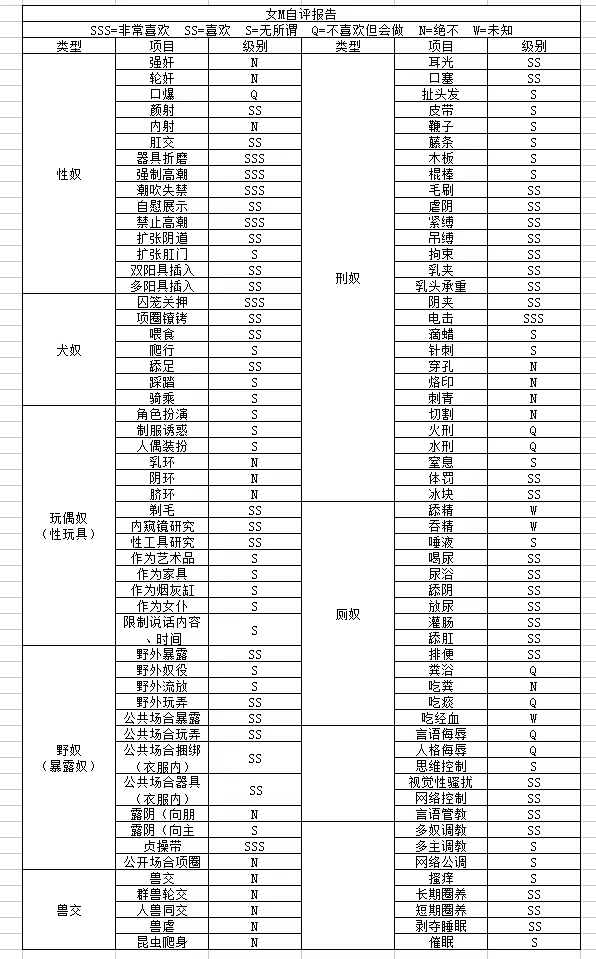 女M自评报告
SSS=非常喜欢 SS=喜欢 S=无所谓 Q=不喜欢但会做 N=绝不 W=未知
类型 项目 级别 类型 项目 级别
性奴
强奸 N
轮奸 N
口爆 Q
颜射 SS
内射 N
肛交 SS
器具折磨 SSS
强制高潮 SSS
潮吹失禁 SSS
自慰展示 SS
禁止高潮 SSS
扩张阴道 SS
扩张肛门 S
双阳具插入 SS
多阳具插入 SS
犬奴
囚笼关押 SSS
项圈镣铐 SS
喂食 SS
爬行 S
舔足 SS
踩踏 S
骑乘 S
玩偶奴
（性玩具）
角色扮演 S
制服诱惑 S
人偶装扮 S
乳环 N
阴环 N
脐环 N
剃毛 SS
内窥镜研究 SS
性工具研究 SS
作为艺术品 S
作为家具 S
作为烟灰缸 S
作为女仆 S
限制说话内容
、时间 S
野奴
（暴露奴）
野外暴露 SS
野外奴役 S
野外流放 S
野外玩弄 SS
公共场合暴露 SS
公共场合玩弄 SS
公共场合捆绑
（衣服内） SS
公共场合器具
（衣服内） SS
露阴（向朋 N
露阴（向主 S
贞操带 SSS
公开场合项圈 N
兽交
兽交 N
群兽轮交 N
人兽同交 N
兽虐 N
昆虫爬身 N
刑奴
耳光 SS
口塞 SS
扯头发 S
皮带 S
鞭子 S
藤条 S
木板 S
棍棒 S
毛刷 SS
虐阴 SS
紧缚 SS
吊缚 SS
拘束 SS
乳夹 SS
乳头承重 SS
阴夹 SS
电击 SSS
滴蜡 S
针刺 S
穿孔 N
烙印 N
刺青 N
切割 N
火刑 Q
水刑 Q
窒息 S
体罚 SS
冰块 SS
厕奴
舔精 W
吞精 W
唾液 S
喝尿 SS
尿浴 SS
舔阴 SS
放尿 SS
灌肠 SS
舔肛 SS
排便 SS
粪浴 Q
吃粪 N
吃痰 Q
吃经血 W
言语侮辱 Q
人格侮辱 Q
思维控制 S
视觉性骚扰 SS
网络控制 SS
言语管教 SS
多奴调教 SS
多主调教 S
网络公调 S
搔痒 S
长期圈养 SS
短期圈养 SS
剥夺睡眠 SS
催眠 S